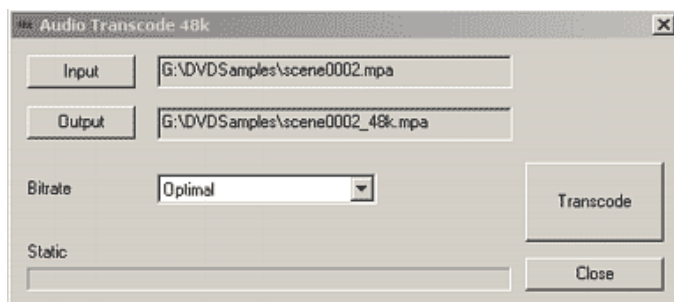 Audio Transcode 48k
Input
G:\DVDSamples\scene0002.mpa
Output
G:\DVDSamples\scene0002_48k.mpa
Bitrate
Optimal
Transcode
Static
Close